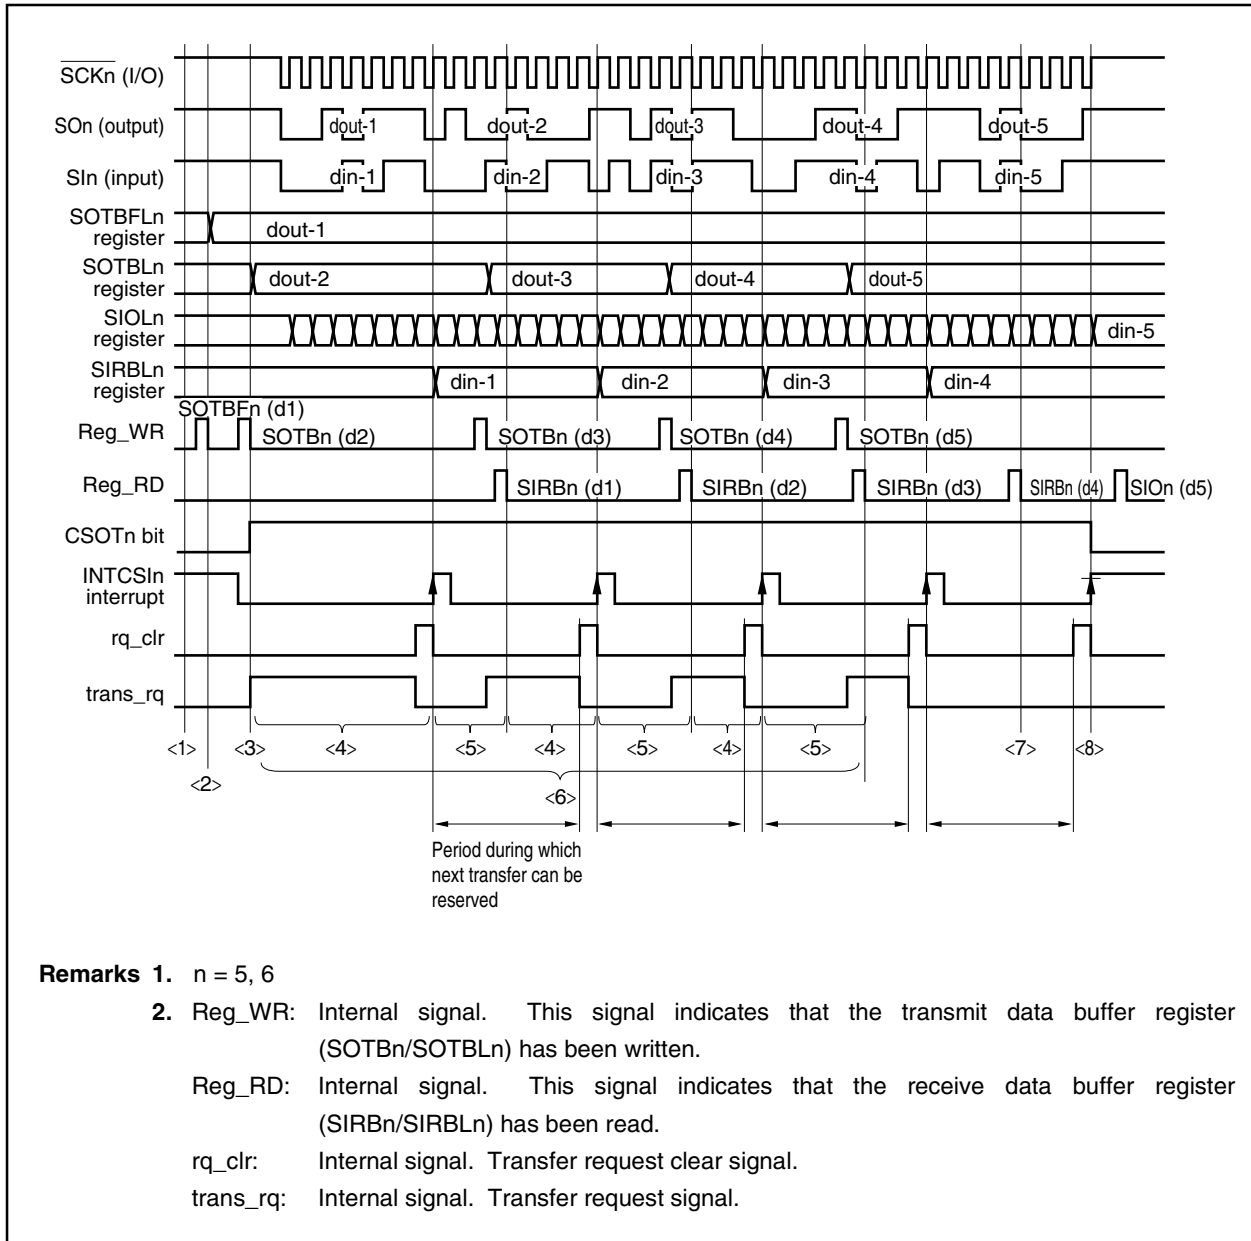 SCKn (I/O)
SOn (output)
dout-1 dout-2 dout-3 dout-4 dout-5
SIn (input)
din-1 din-2 din-3 din-4 din-5
SOTBFLn
register
dout-1
SOTBLn
register
dout-2 dout-3 dout-4 dout-5
SIOLn
register
din-5
SIRBLn
register
din-1 din-2 din-3 din-4
SOTBFn (d1)
Reg_WR
SOTBn (d2) SOTBn (d3) SOTBn (d4) SOTBn (d5)
Reg_RD
SIRBn (d1) SIRBn (d2) SIRBn (d3) SIRBn (d4) SIOn (d5)
CSOTn bit
INTCSIn
interrupt
rq_clr
trans_rq
<1> <3> <4> <5> <4> <5> <4> <5> <7> <8>
<2>
<6>
Period during which
next transfer can be
reserved
Remarks 1. n = 5, 6
2. Reg_WR: Internal signal. This signal indicates that the transmit data buffer register
(SOTBn/SOTBLn) has been written.
Reg_RD: Internal signal. This signal indicates that the receive data buffer register
(SIRBn/SIRBLn) has been read.
rq_clr: Internal signal. Transfer request clear signal.
trans_rq: Internal signal. Transfer request signal.